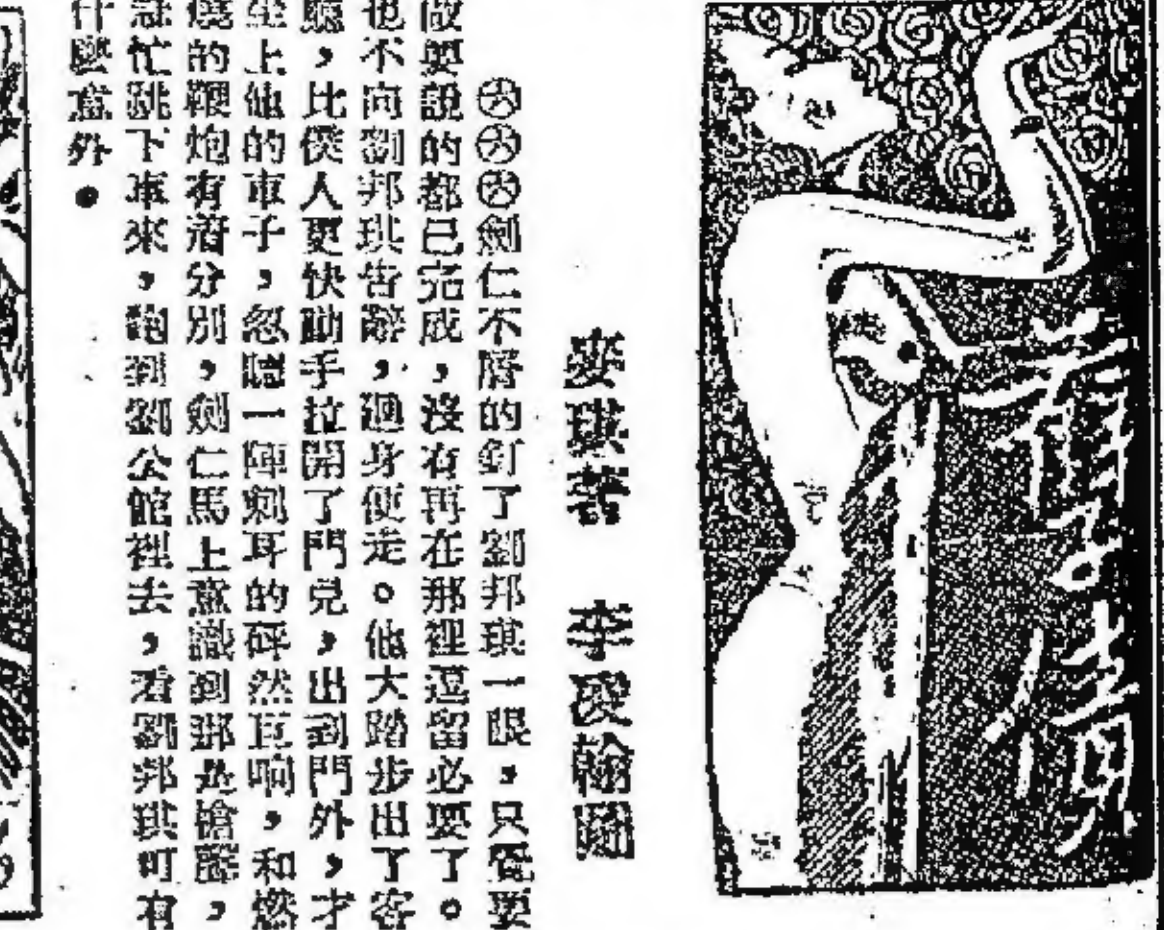 麥琪著　李凌翰圖
㊅㊅㊅劍仁不屑的釘了劉邦琪一眼，只覺要
做要說的都已完成，沒有再在那裡逗留必要了。
也不向劉邦琪告辭，迴身便走。他大踏步出了客
廳，比僕人更快動手拉開了門兒，出到門外，才
坐上他的車子，忽聽一陣刺耳的砰然巨响，和燃
燒的鞭炮有着分別，劍仁馬上意識到那是槍聲，
急忙跳下車來，跑到劉公館裡去，看劉邦琪可有
什麼意外。